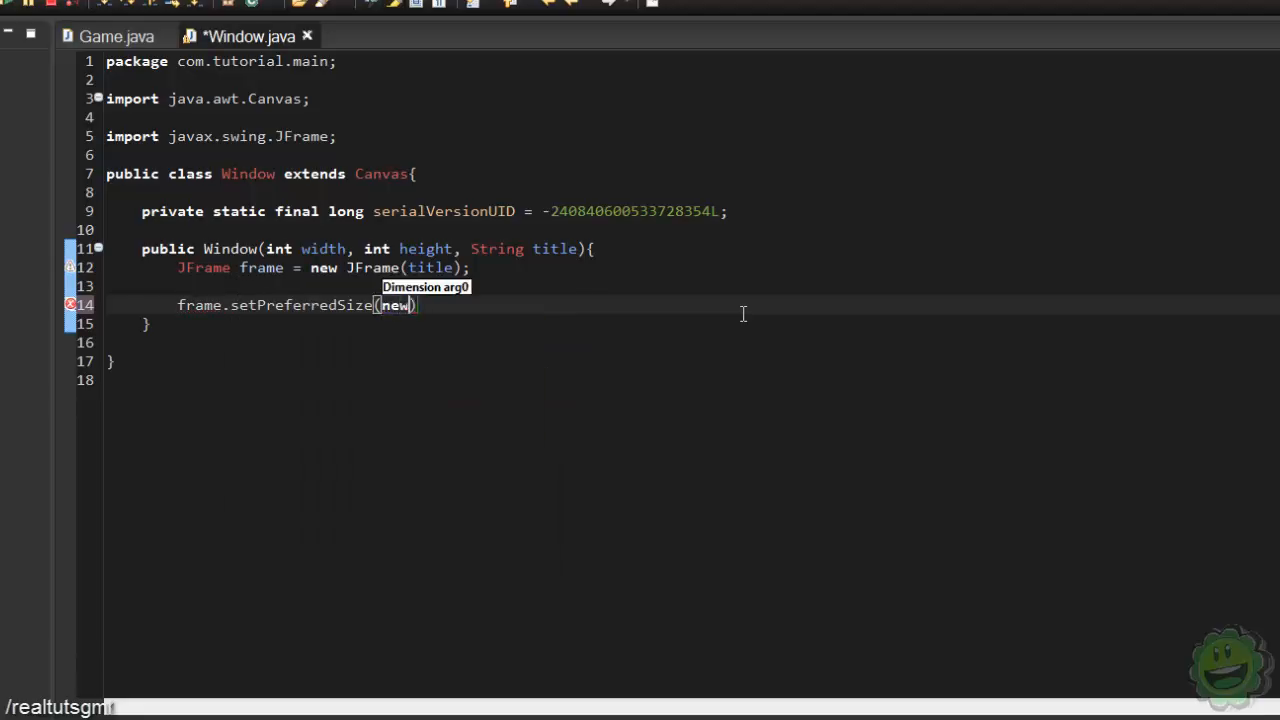 Game.java *Window.java
1 package com.tutorial.main;
2
3 import java.awt.Canvas;
4
5 import javax.swing.JFrame;
6
7 public class Window extends Canvas{
8
9 private static final long serialVersionUID = -240840600533728354L;
10
11 public Window(int width, int height, String title){
12 JFrame frame = new JFrame(title);
13 Dimension arg0
14 frame.setPreferredSize(new)
15 }
16
17 }
18
/realtutsgmr